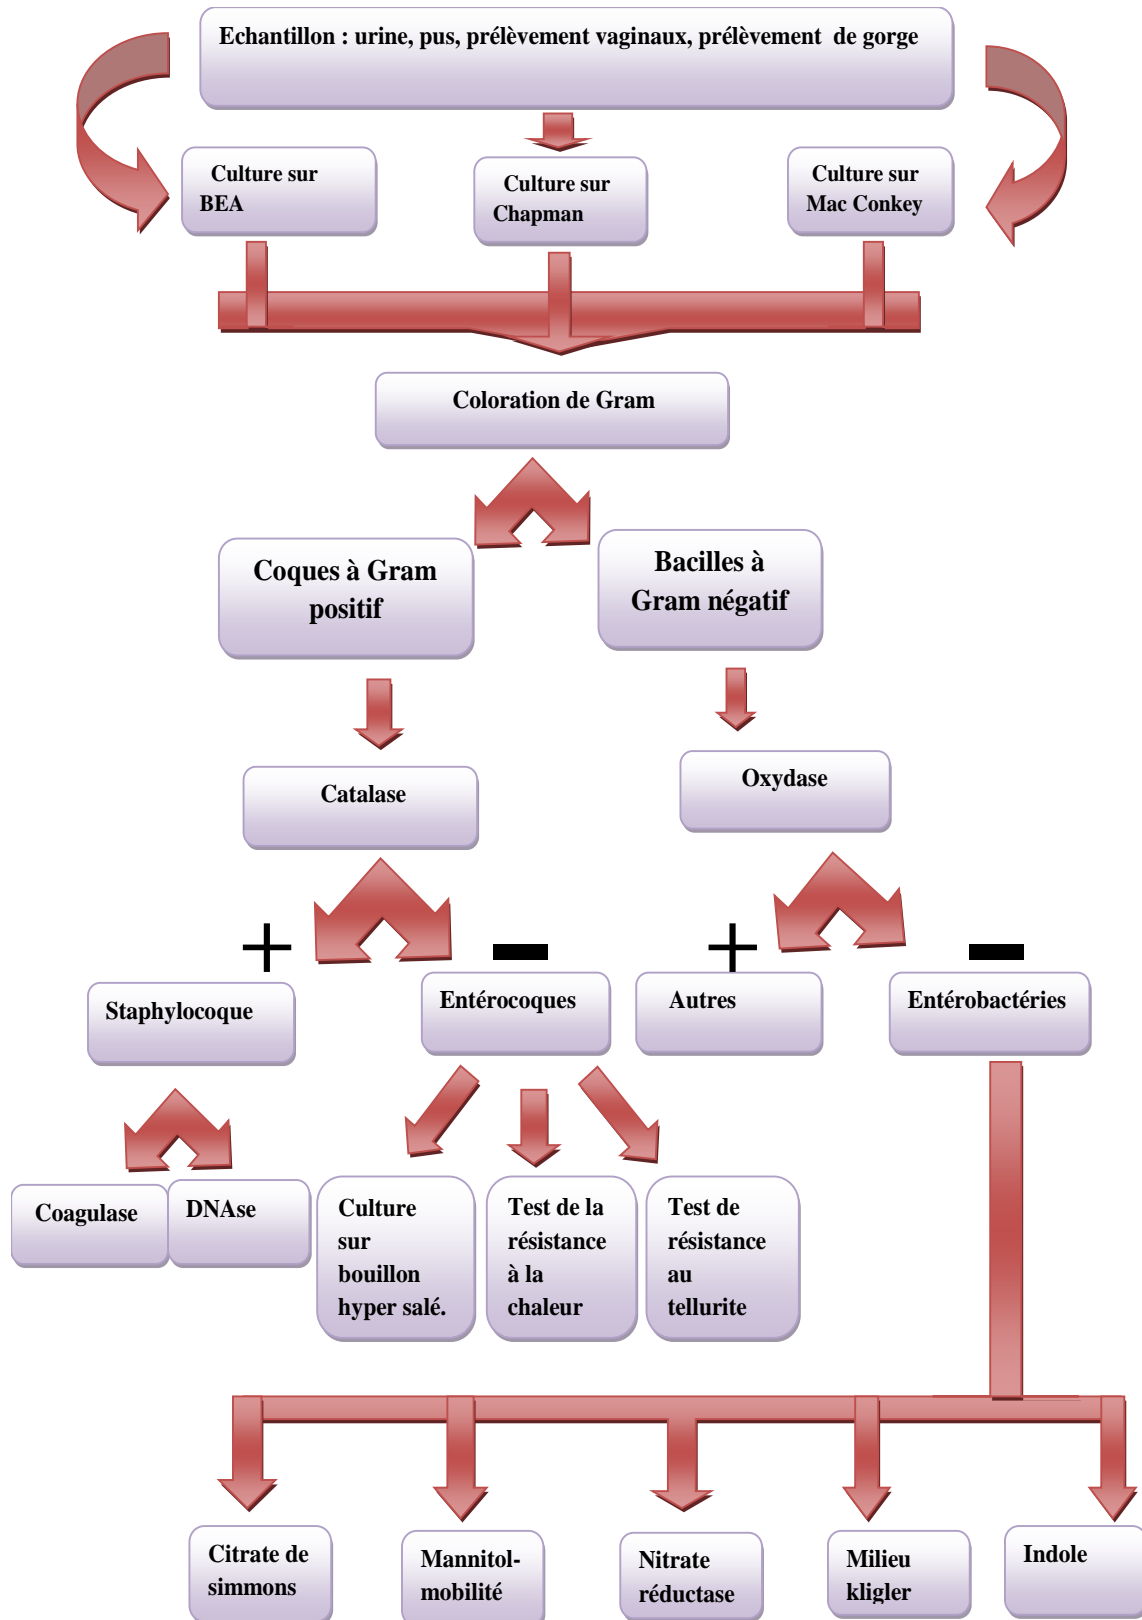 Echantillon : urine, pus, prélèvement vaginaux, prélèvement de gorge
Culture sur
BEA
Culture sur
Chapman
Culture sur
Mac Conkey
Coloration de Gram
Coques à Gram
positif
Bacilles à
Gram négatif
Catalase
Oxydase
+
−
+
−
Staphylocoque
Entérocoques
Autres
Entérobactéries
Coagulase
DNAse
Culture
sur
bouillon
hyper salé.
Test de la
résistance
à la
chaleur
Test de
résistance
au
tellurite
Citrate de
simmons
Mannitol-
mobilité
Nitrate
réductase
Milieu
kligler
Indole